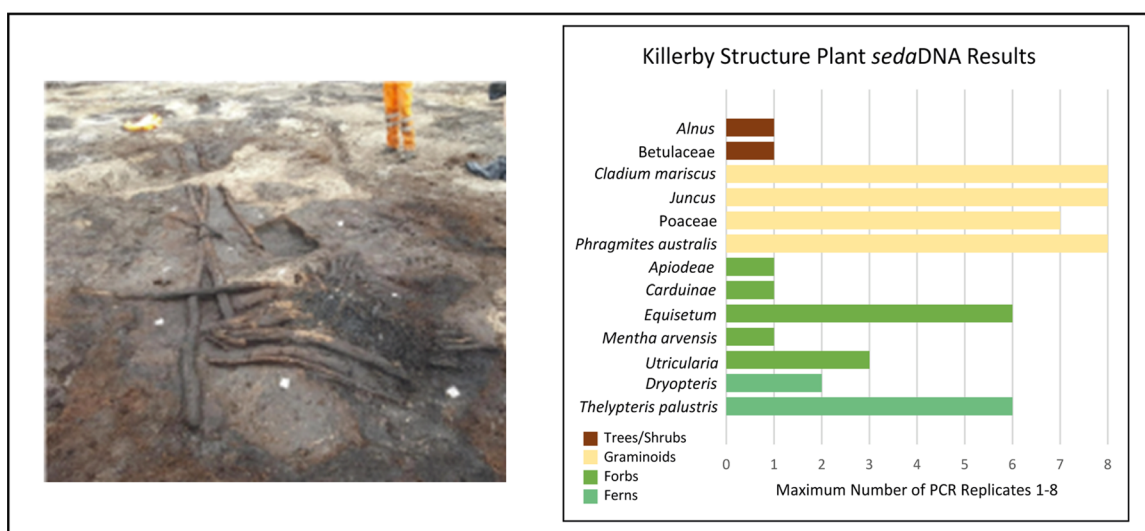 Killerby Structure Plant sedaDNA Results
Alnus
Betulaceae
Cladium mariscus
Juncus
Poaceae
Phragmites australis
Apiodeae
Carduinae
Equisetum
Mentha arvensis
Utricularia
Dryopteris
Thelypteris palustris
Trees/Shrubs
Graminoids
Forbs
Ferns
0 1 2 3 4 5 6 7 8
Maximum Number of PCR Replicates 1-8